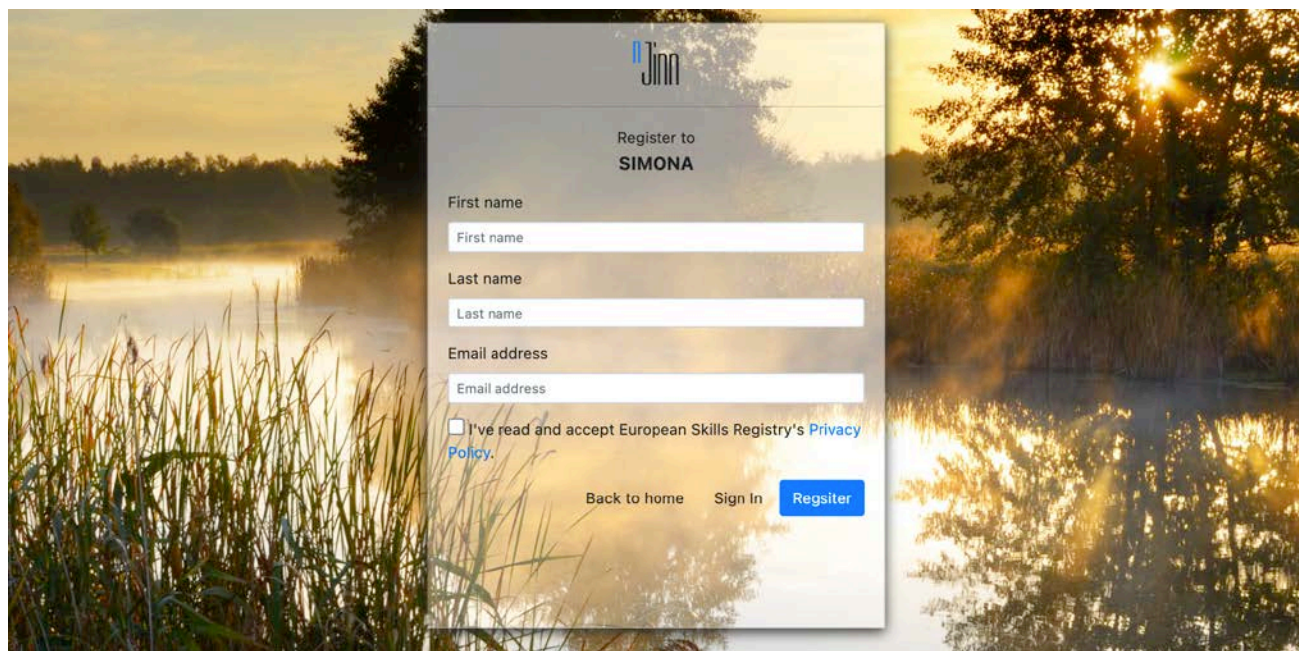 Jinn
Register to
SIMONA
First name
First name
Last name
Last name
Email address
Email address
I've read and accept European Skills Registry's Privacy
Policy.
Back to home Sign In Regsiter